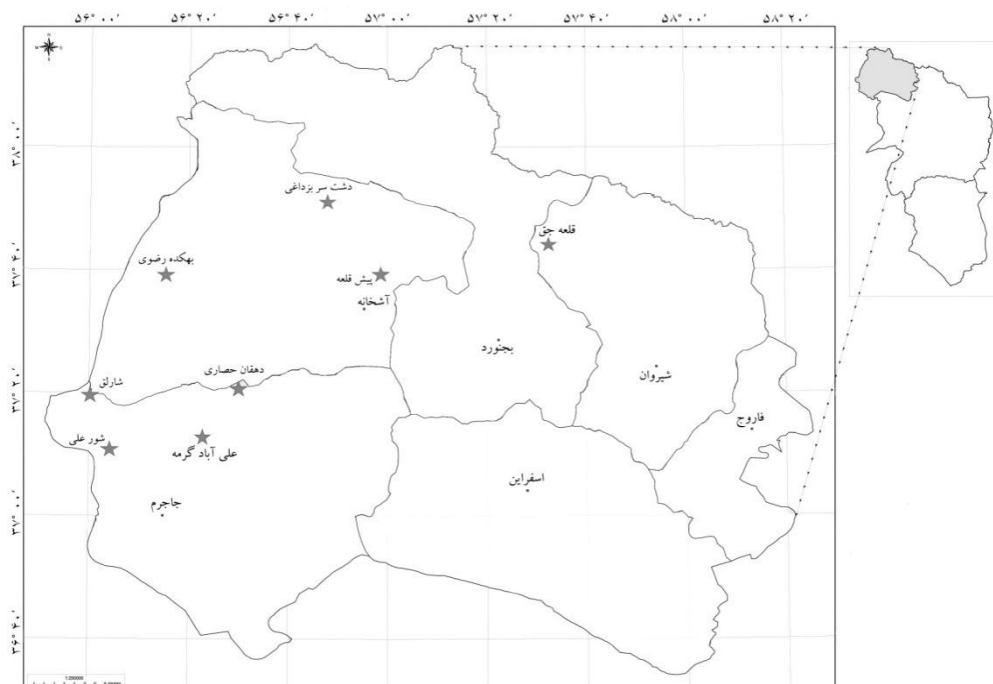 ۵۶° ۰۰′
۵۶° ۲۰′
۵۶° ۴۰′
۵۷° ۰۰′
۵۷° ۲۰′
۵۷° ۴۰′
۵۸° ۰۰′
۵۸° ۲۰′
۳۸° ۰۰′
۳۷° ۴۰′
۳۷° ۲۰′
۳۷° ۰۰′
۳۶° ۴۰′
دشت سر بزداغی
قلعه جق
بهکده رضوی
پیش قلعه
آشخانه
بجنورد
شیروان
دهقان حصاری
شارلق
فاروج
شور علی
علی آباد گرمه
اسفراین
جاجرم